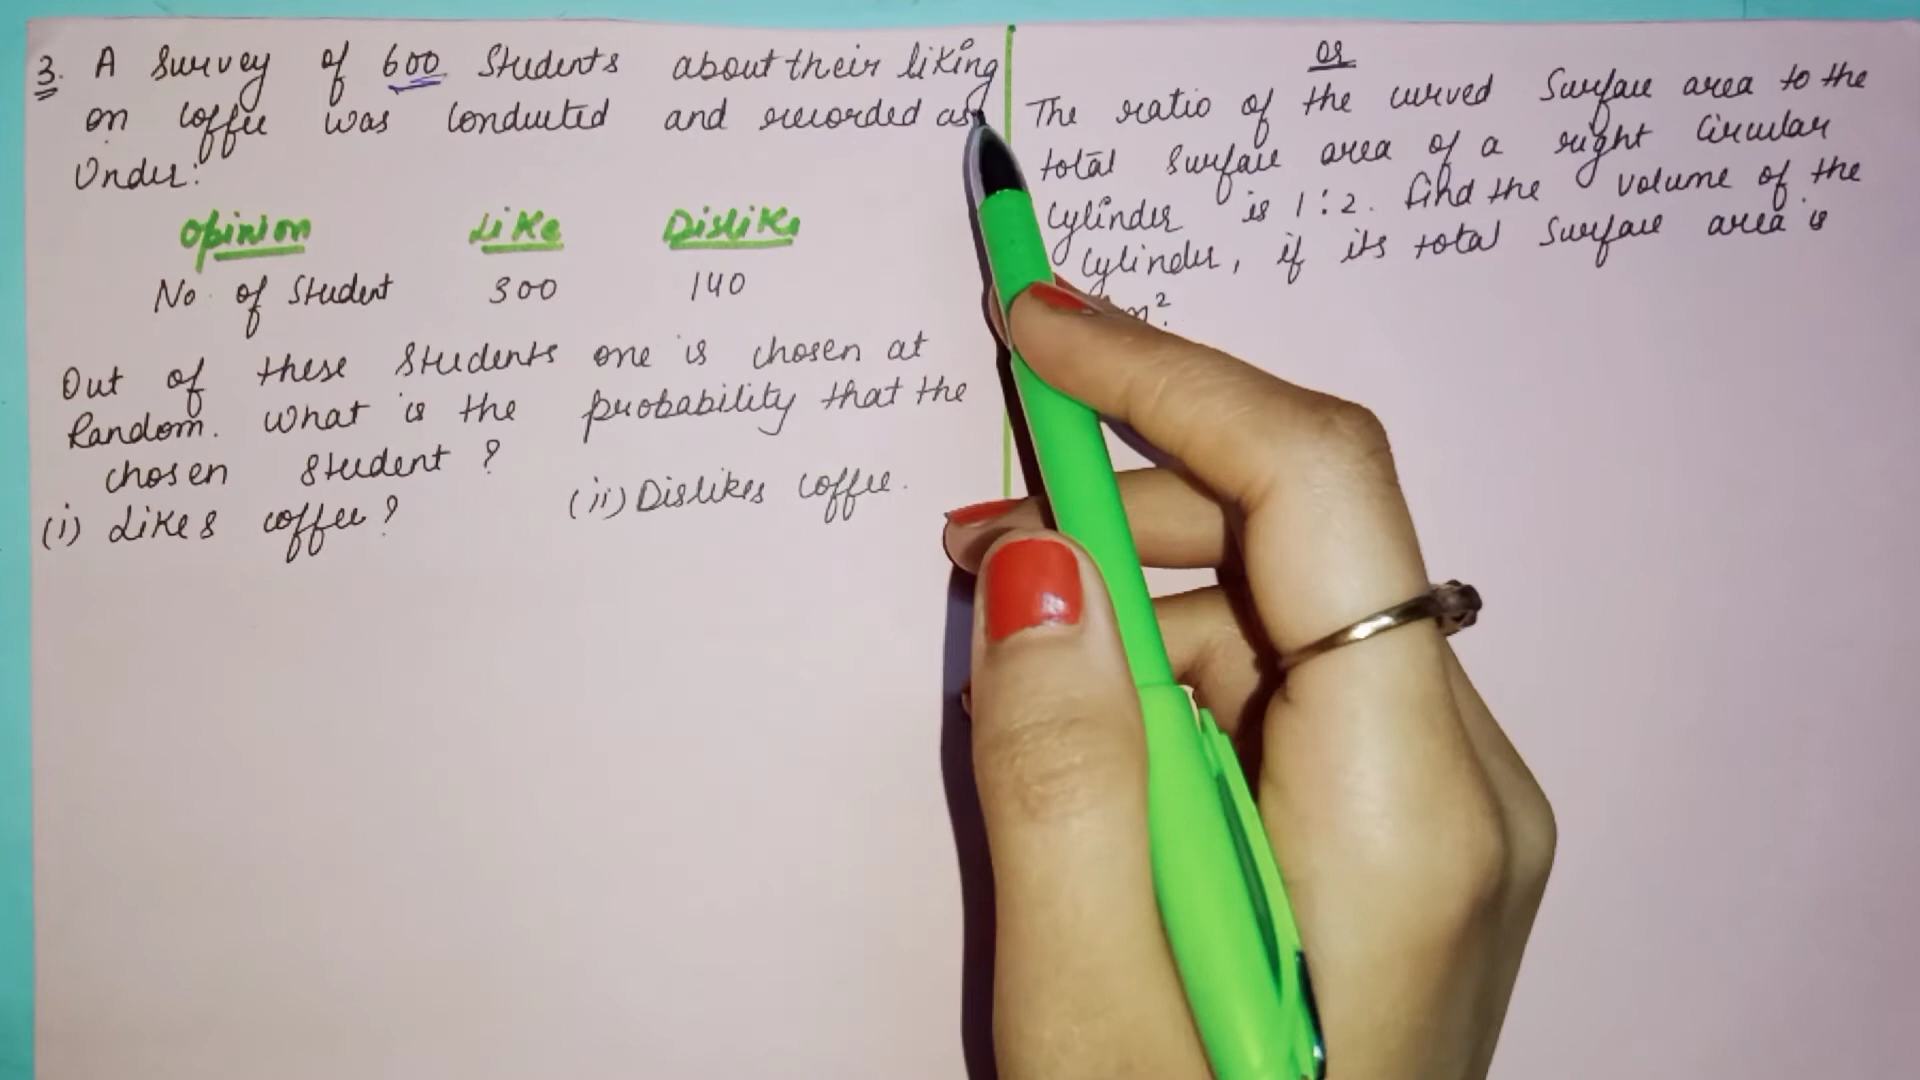 3. A Survey of 600 Students about their liking
on coffee was conducted and recorded as
Under:
Opinion Like Dislike
No. of Student 300 140
Out of these Students one is chosen at
Random. What is the probability that the
chosen Student?
(i) Likes coffee? (ii) Dislikes coffee.
or
The ratio of the curved Surface area to the
total Surface area of a right Circular
Cylinder is 1:2. find the volume of the
Cylinder, if its total Surface area is